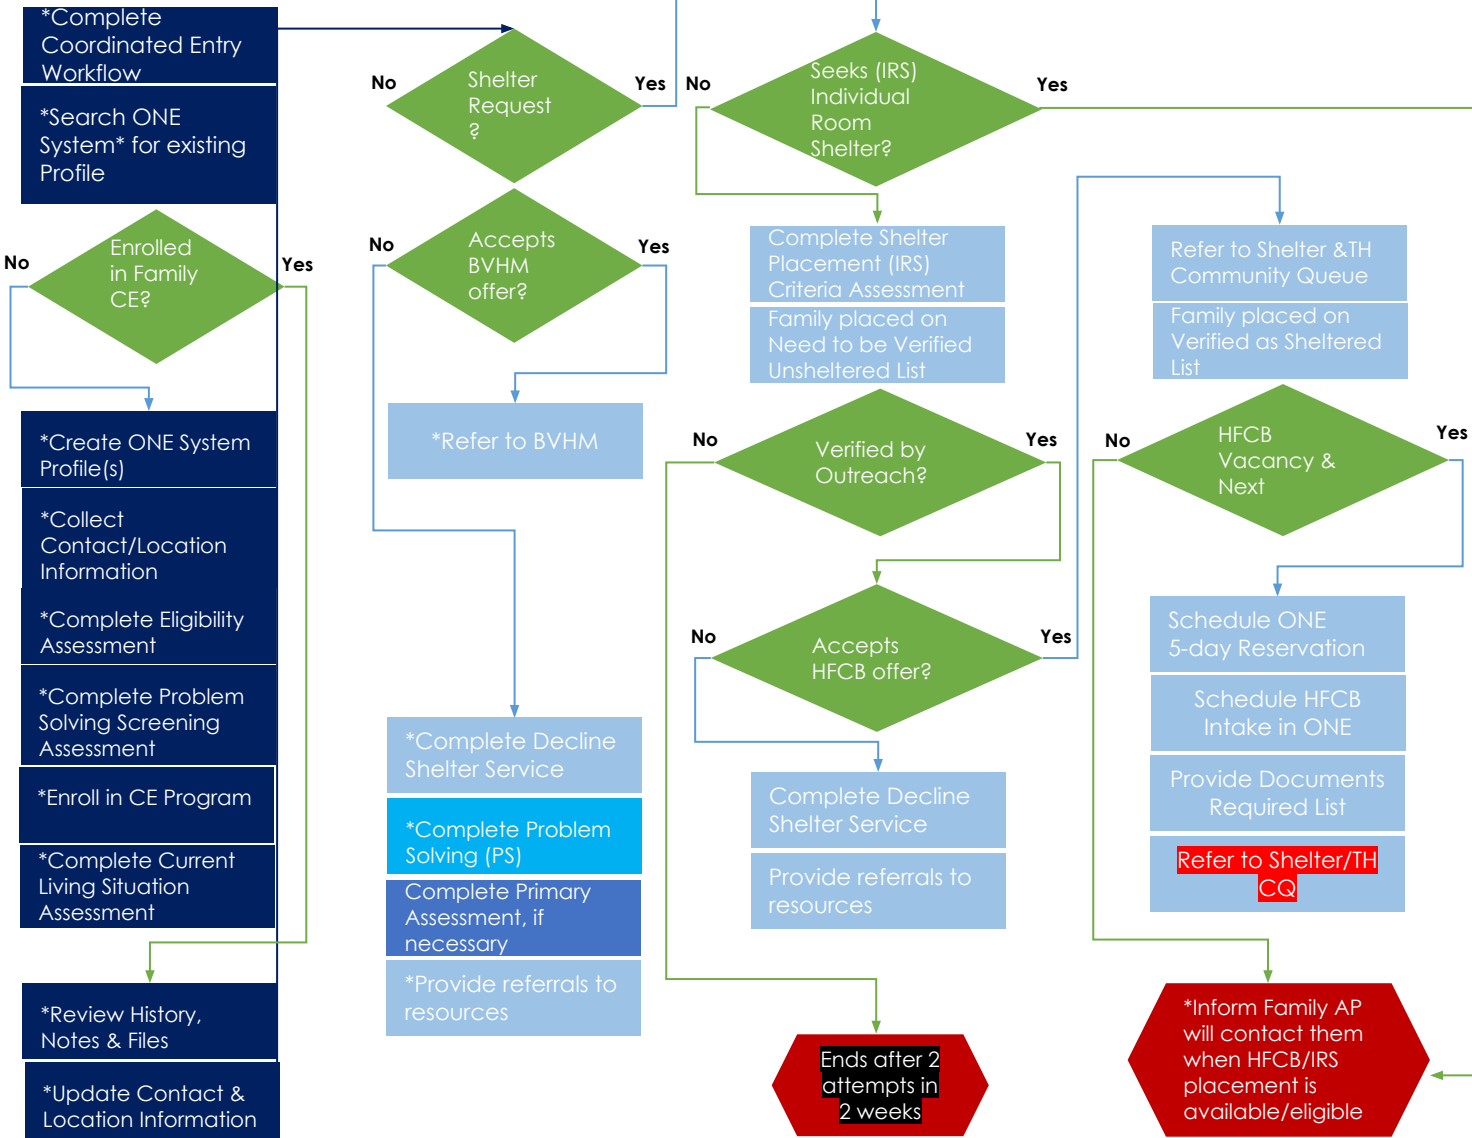 *Complete
Coordinated Entry
Workflow
*Search ONE
System* for existing
Profile
Enrolled
in Family
CE?
No
Yes
*Create ONE System
Profile(s)
*Collect
Contact/Location
Information
*Complete Eligibility
Assessment
*Complete Problem
Solving Screening
Assessment
*Enroll in CE Program
*Complete Current
Living Situation
Assessment
*Review History,
Notes & Files
*Update Contact &
Location Information
No
Shelter
Request
?
Yes
No
Accepts
BVHM
offer?
Yes
*Refer to BVHM
*Complete Decline
Shelter Service
*Complete Problem
Solving (PS)
Complete Primary
Assessment, if
necessary
*Provide referrals to
resources
No
Seeks (IRS)
Individual
Room
Shelter?
Yes
Complete Shelter
Placement (IRS)
Criteria Assessment
Family placed on
Need to be Verified
Unsheltered List
No
Verified by
Outreach?
Yes
No
Accepts
HFCB offer?
Yes
Complete Decline
Shelter Service
Provide referrals to
resources
Ends after 2
attempts in
2 weeks
Refer to Shelter &TH
Community Queue
Family placed on
Verified as Sheltered
List
No
HFCB
Vacancy &
Next
Yes
Schedule ONE
5-day Reservation
Schedule HFCB
Intake in ONE
Provide Documents
Required List
Refer to Shelter/TH
CQ
*Inform Family AP
will contact them
when HFCB/IRS
placement is
available/eligible